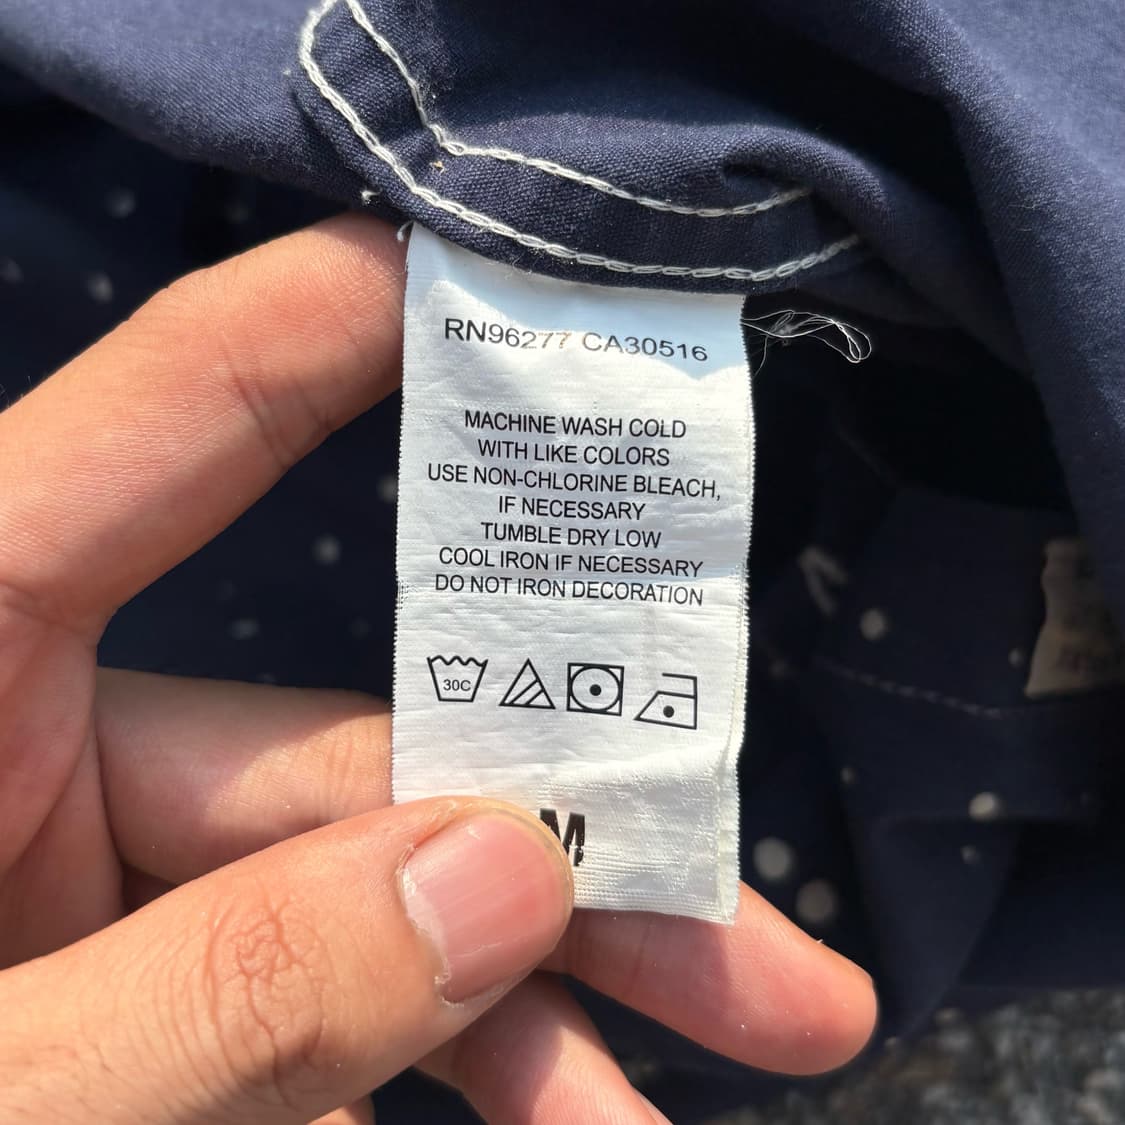 RN96277 CA30516
MACHINE WASH COLD
WITH LIKE COLORS
USE NON-CHLORINE BLEACH,
IF NECESSARY
TUMBLE DRY LOW
COOL IRON IF NECESSARY
DO NOT IRON DECORATION
30C
M